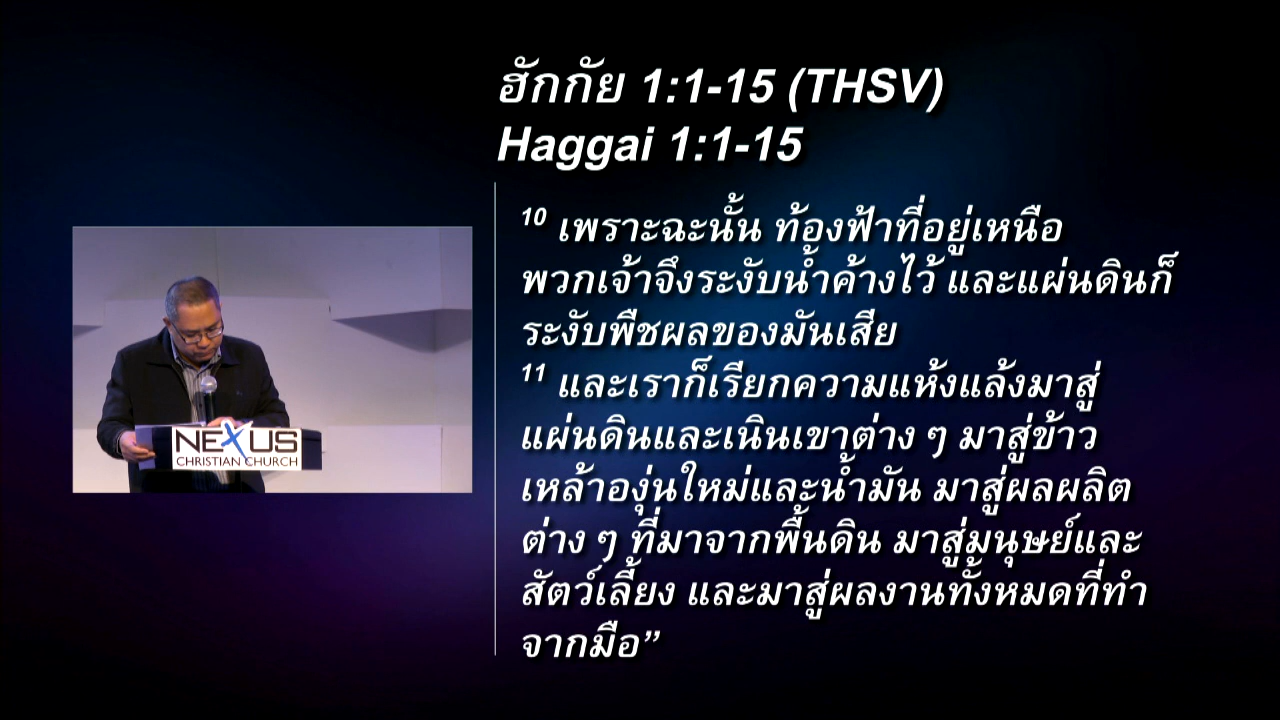 ฮักกัย 1:1-15 (THSV)
Haggai 1:1-15
10 เพราะฉะนั้น ท้องฟ้าที่อยู่เหนือ
พวกเจ้าจึงระงับน้ำค้างไว้ และแผ่นดินก็
ระงับพืชผลของมันเสีย
11 และเราก็เรียกความแห้งแล้งมาสู่
แผ่นดินและเนินเขาต่าง ๆ มาสู่ข้าว
เหล้าองุ่นใหม่และน้ำมัน มาสู่ผลผลิต
ต่าง ๆ ที่มาจากพื้นดิน มาสู่มนุษย์และ
สัตว์เลี้ยง และมาสู่ผลงานทั้งหมดที่ทำ
จากมือ”
NEXUS
CHRISTIAN CHURCH